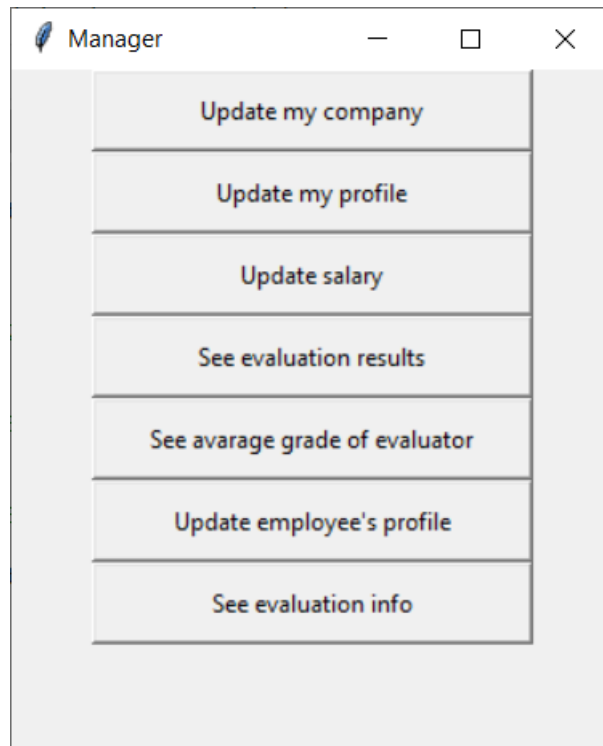 Manager
Update my company
Update my profile
Update salary
See evaluation results
See avarage grade of evaluator
Update employee's profile
See evaluation info